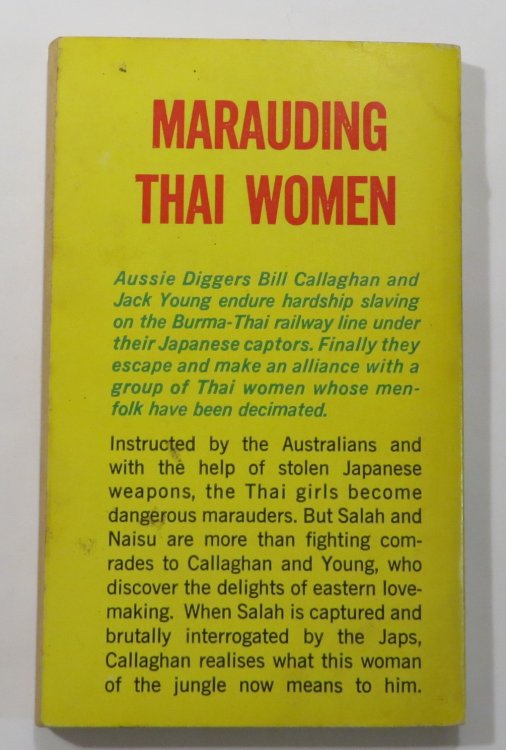 MARAUDING
THAI WOMEN
Aussie Diggers Bill Callaghan and
Jack Young endure hardship slaving
on the Burma-Thai railway line under
their Japanese captors. Finally they
escape and make an alliance with a
group of Thai women whose men-
folk have been decimated.
Instructed by the Australians and
with the help of stolen Japanese
weapons, the Thai girls become
dangerous marauders. But Salah and
Naisu are more than fighting com-
rades to Callaghan and Young, who
discover the delights of eastern love-
making. When Salah is captured and
brutally interrogated by the Japs,
Callaghan realises what this woman
of the jungle now means to him.